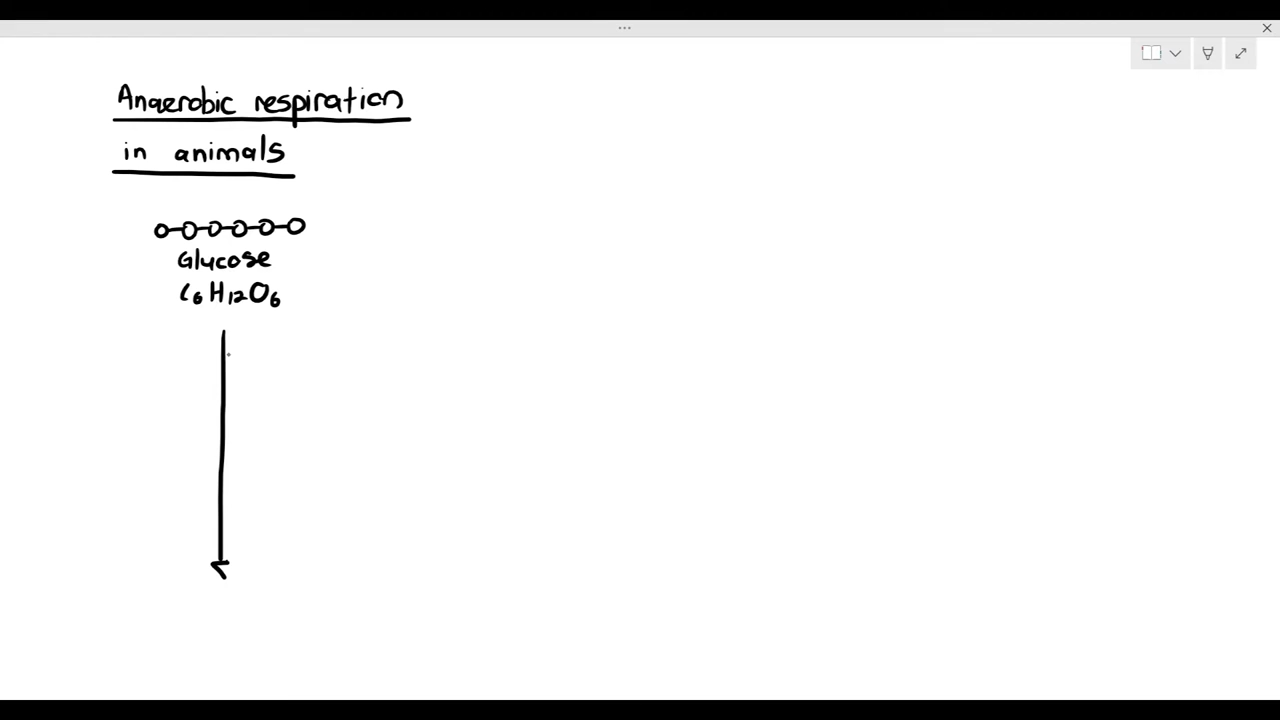 Anaerobic respiration
in animals
Glucose
C₆H₁₂O₆